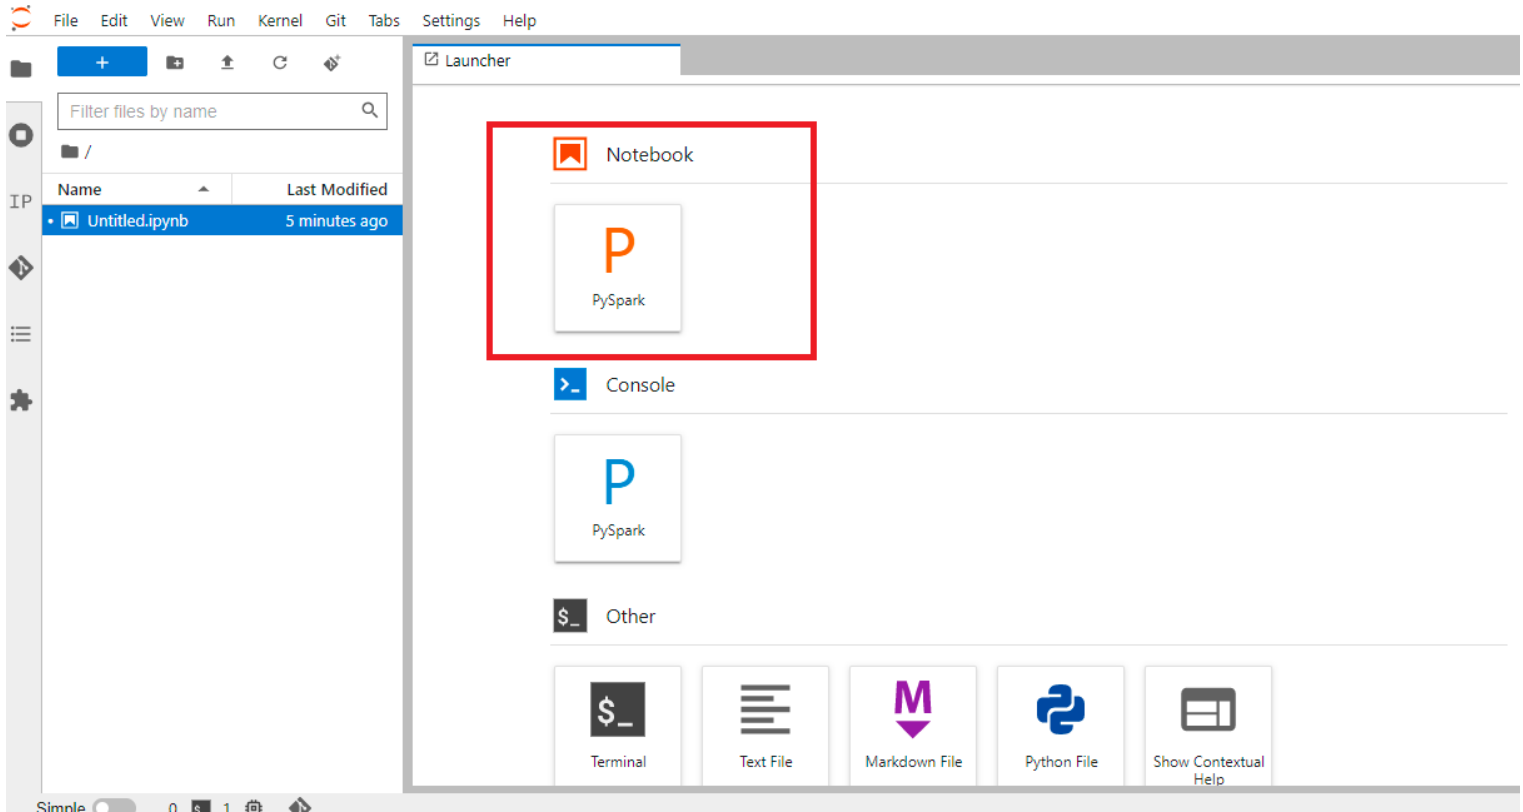 File Edit View Run Kernel Git Tabs Settings Help
+
Launcher
Filter files by name
/
Name Last Modified
Untitled.ipynb 5 minutes ago
IP
Notebook
P
PySpark
Console
P
PySpark
$_ Other
$_
Terminal
Text File
M
Markdown File
Python File
Show Contextual
Help
Simple 0 $_ 1